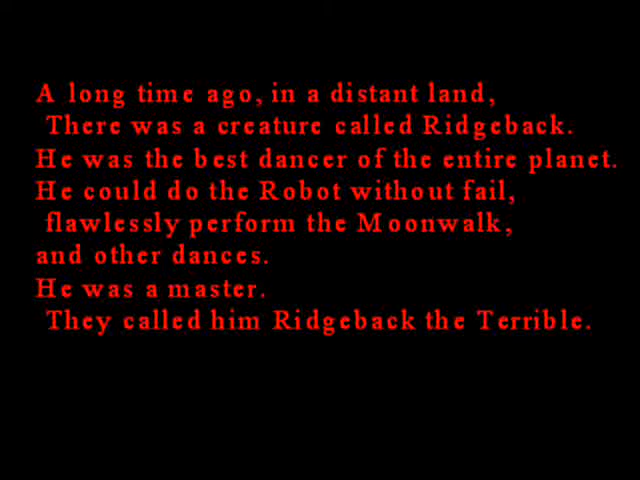 A long time ago, in a distant land,
There was a creature called Ridgeback.
He was the best dancer of the entire planet.
He could do the Robot without fail,
flawlessly perform the Moonwalk,
and other dances.
He was a master.
They called him Ridgeback the Terrible.